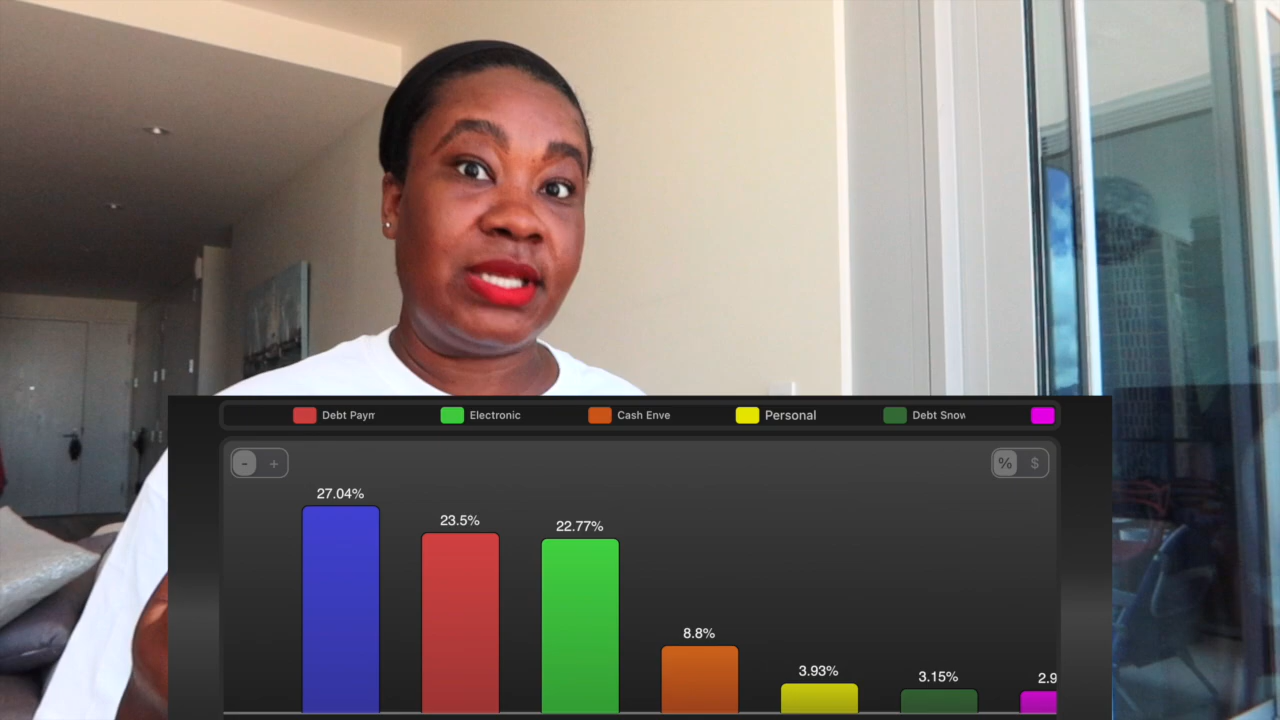 Debt Paym
Electronic
Cash Enve
Personal
Debt Snow
- +
% $
27.04%
23.5%
22.77%
8.8%
3.93%
3.15%
2.9